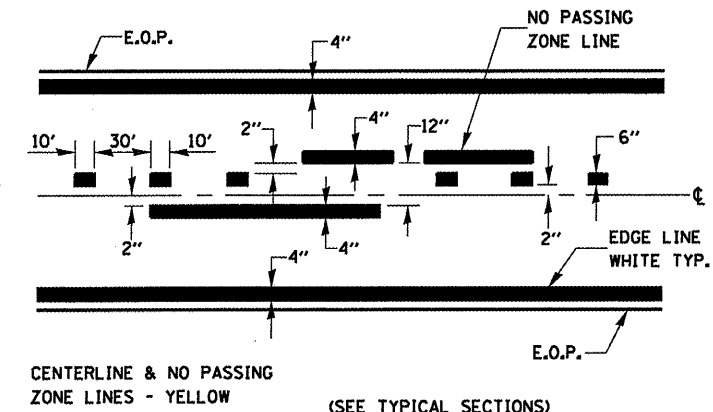 E.O.P.
4"
NO PASSING
ZONE LINE
10'
30'
10'
2"
4"
12"
6"
℄
2"
4"
2"
4"
EDGE LINE
WHITE TYP.
E.O.P.
CENTERLINE & NO PASSING
ZONE LINES - YELLOW
(SEE TYPICAL SECTIONS)